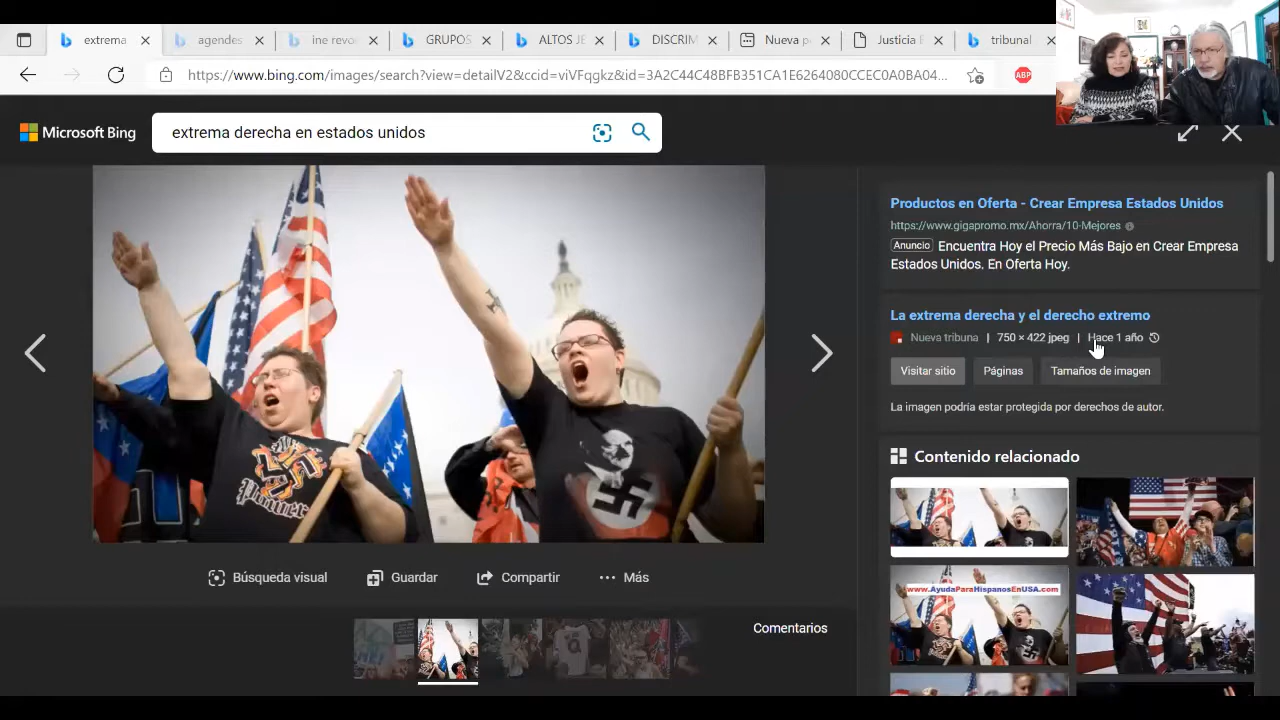 extrema
agendes
ine revo
GRUPOS
ALTOS JE
DISCRIM
Nueva p
Justicia F
tribunal
https://www.bing.com/images/search?view=detailV2&ccid=viVFqgkz&id=3A2C44C48BFB351CA1E6264080CCEC0A0BA04...
ABP
Microsoft Bing
extrema derecha en estados unidos
Productos en Oferta - Crear Empresa Estados Unidos
https://www.gigapromo.mx/Ahorra/10-Mejores
Anuncio Encuentra Hoy el Precio Más Bajo en Crear Empresa
Estados Unidos. En Oferta Hoy.
La extrema derecha y el derecho extremo
Nueva tribuna | 750 × 422 jpeg | Hace 1 año
Visitar sitio
Páginas
Tamaños de imagen
La imagen podría estar protegida por derechos de autor.
Contenido relacionado
www.AyudaParaHispanosEnUSA.com
Power
Búsqueda visual
Guardar
Compartir
Más
Comentarios